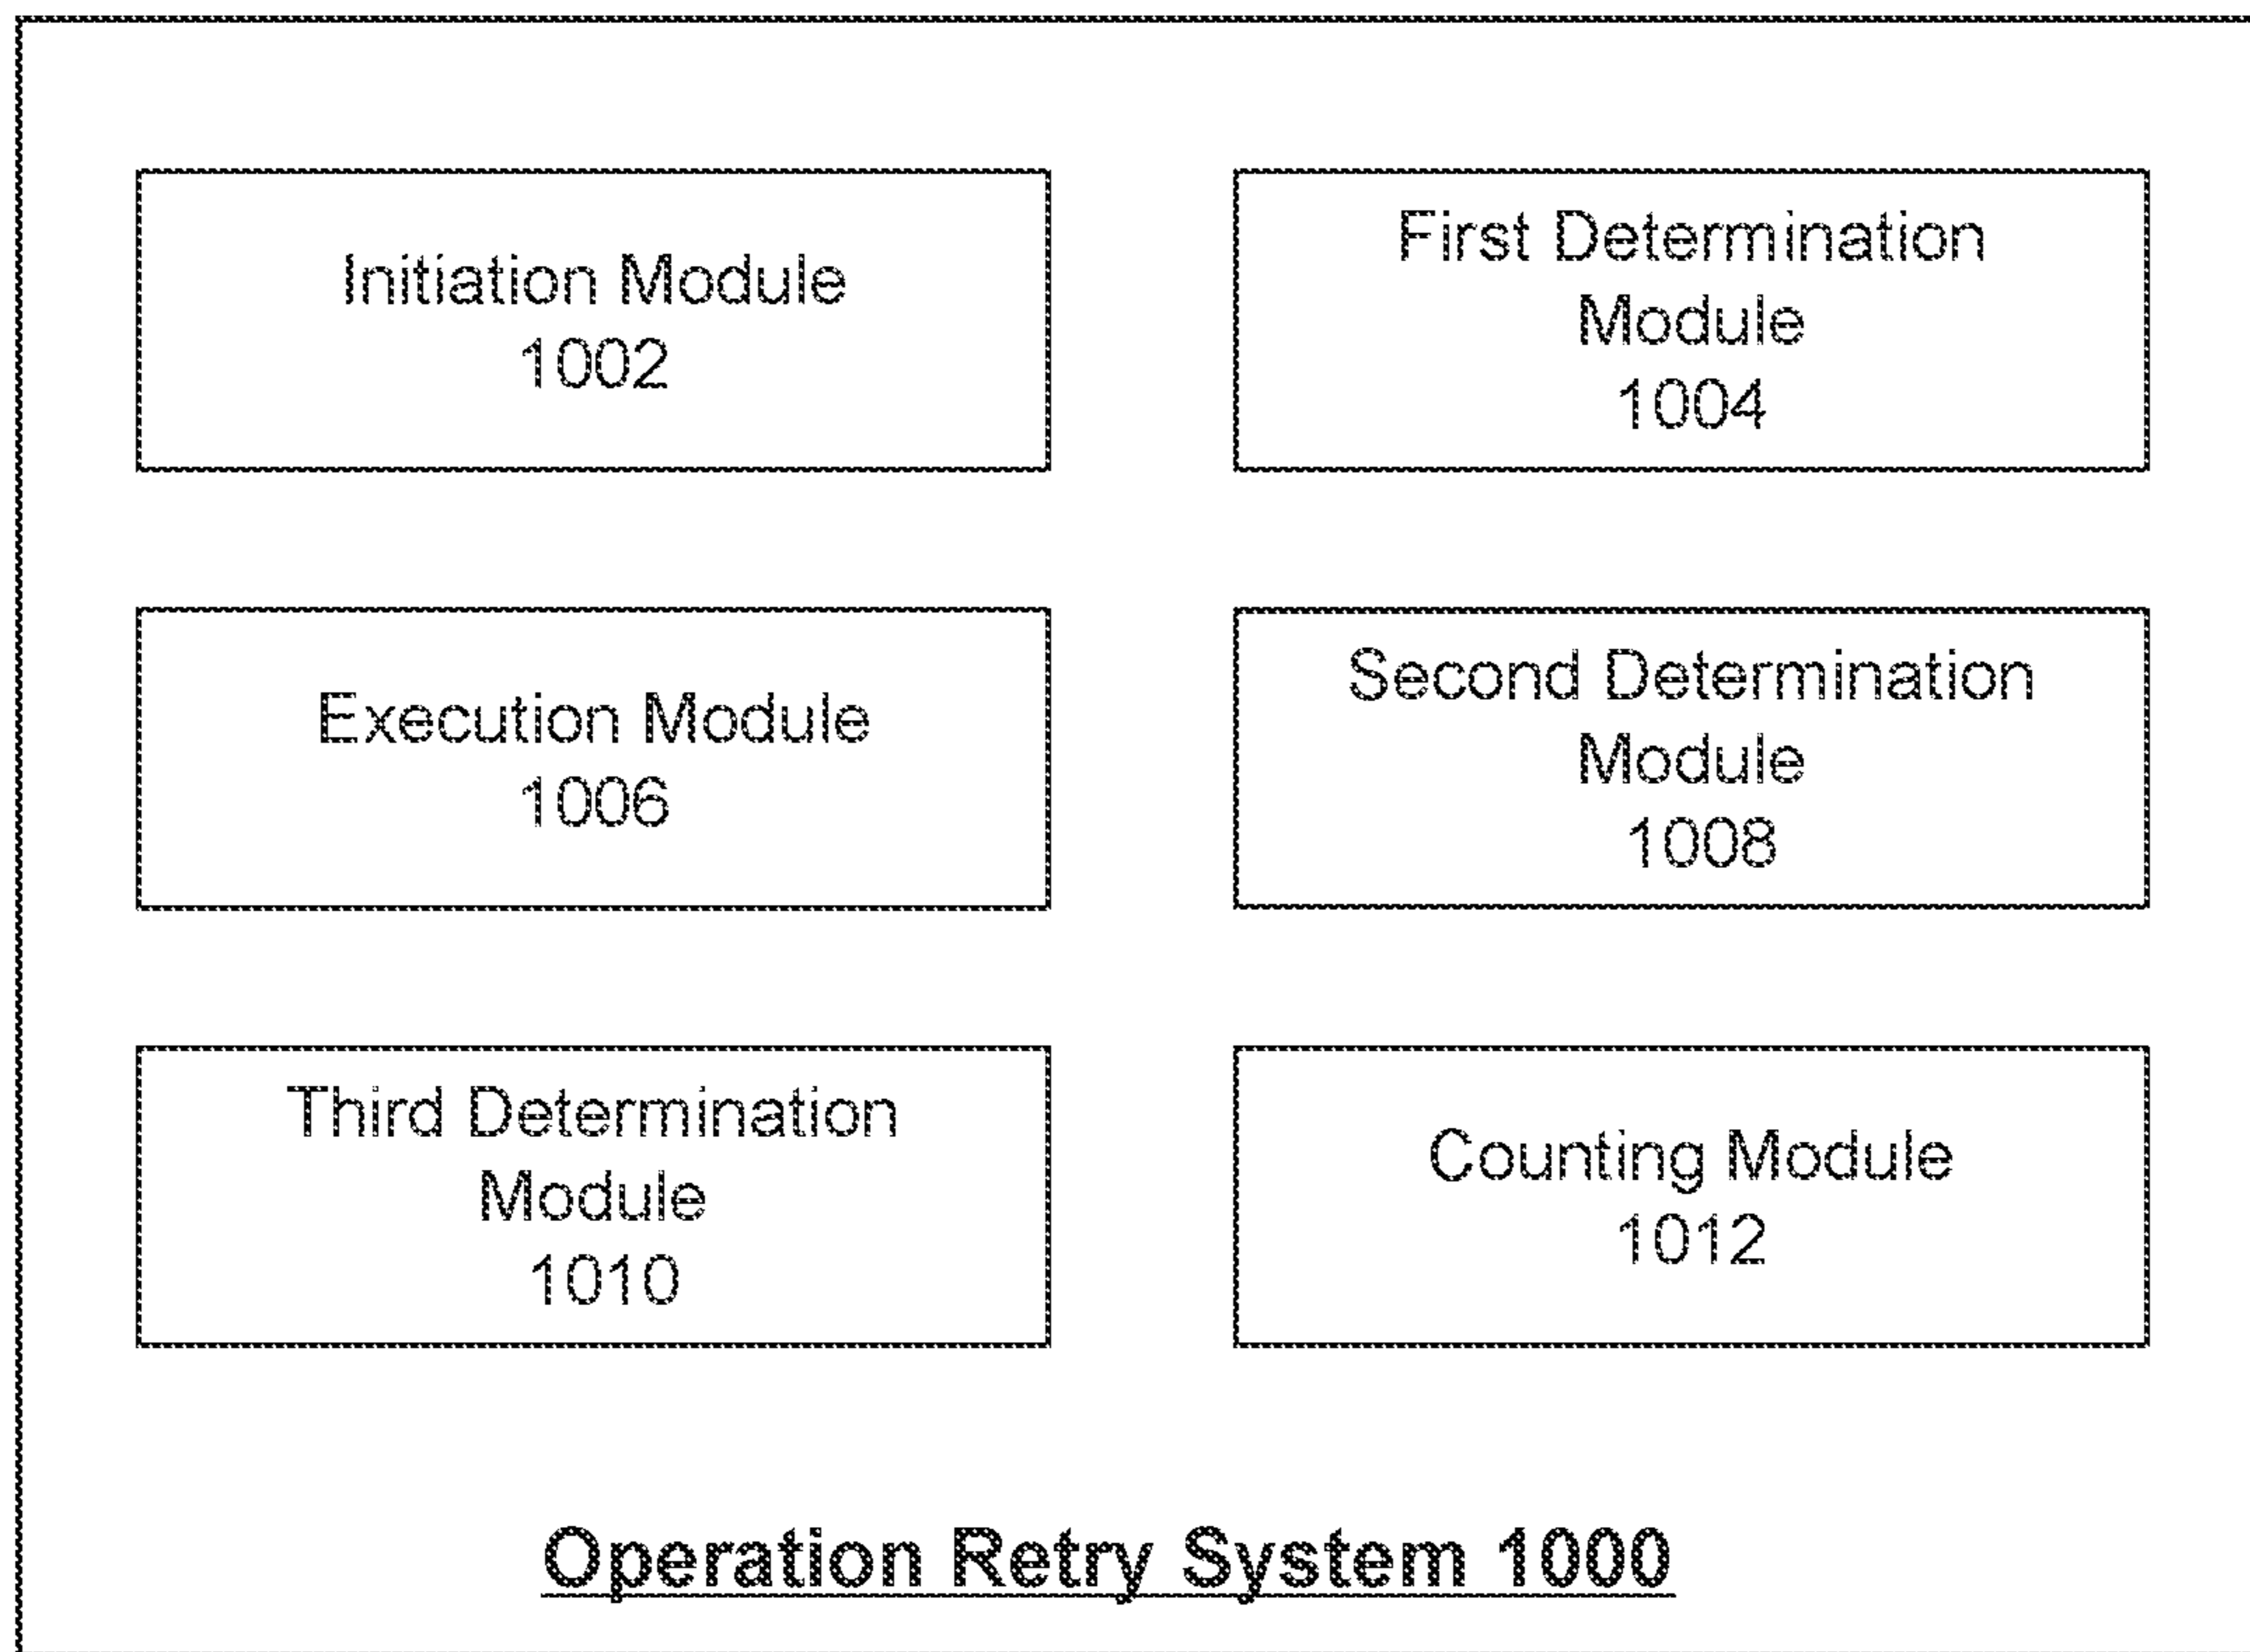 Initiation Module
1002
First Determination
Module
1004
Execution Module
1006
Second Determination
Module
1008
Third Determination
Module
1010
Counting Module
1012
Operation Retry System 1000